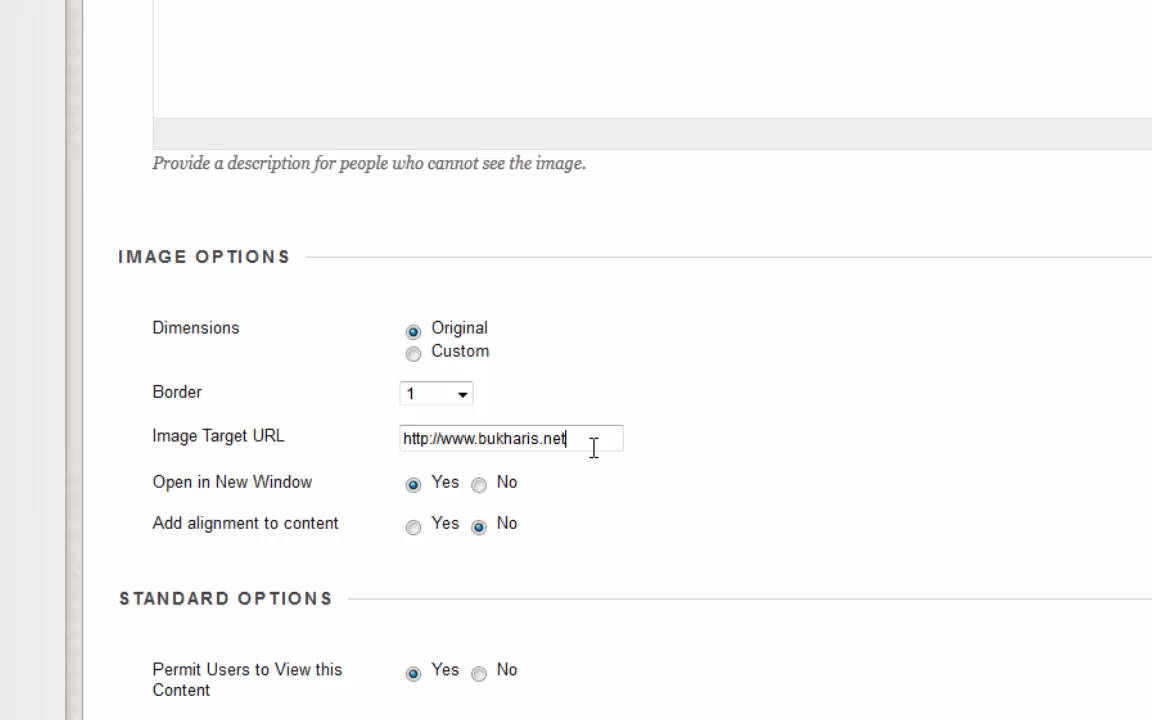 Provide a description for people who cannot see the image.
IMAGE OPTIONS
Dimensions
Original
Custom
Border
1
Image Target URL
http://www.bukharis.net
Open in New Window
Yes No
Add alignment to content
Yes No
STANDARD OPTIONS
Permit Users to View this
Content
Yes No